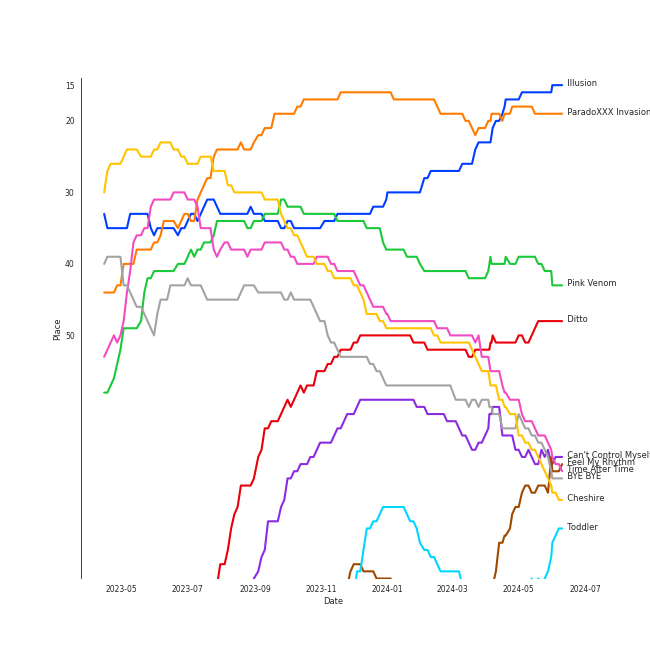 15
20
30
40
50
Place
Illusion
ParadoXXX Invasion
Pink Venom
Ditto
Can't Control Myself
Feel My Rhythm
Time After Time
BYE BYE
Cheshire
Toddler
2023-05
2023-07
2023-09
2023-11
2024-01
2024-03
2024-05
2024-07
Date